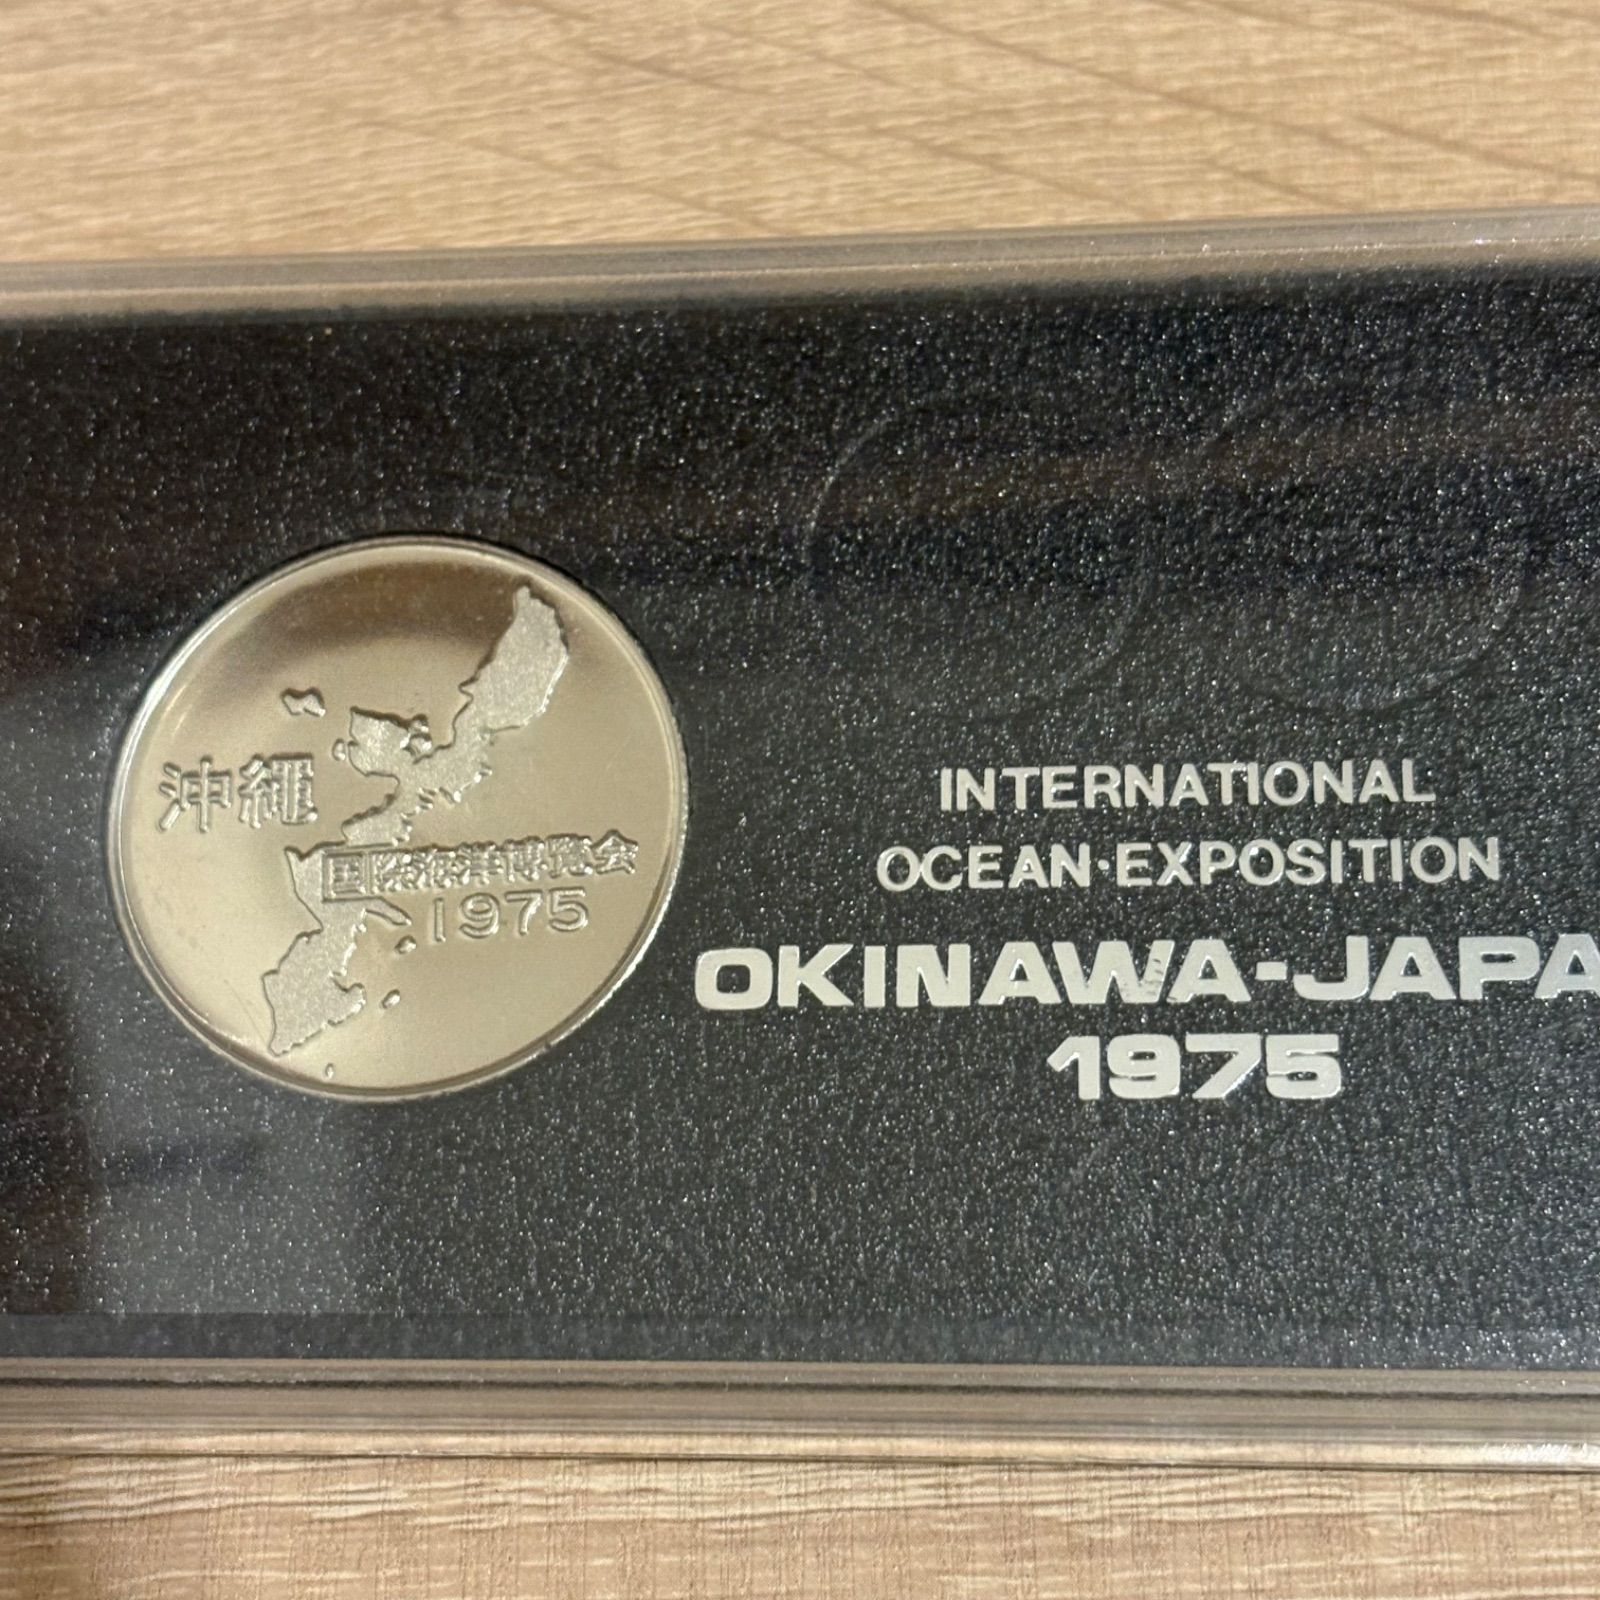 沖縄
国際海洋博覧会
1975
INTERNATIONAL
OCEAN·EXPOSITION
OKINAWA-JAPA
1975